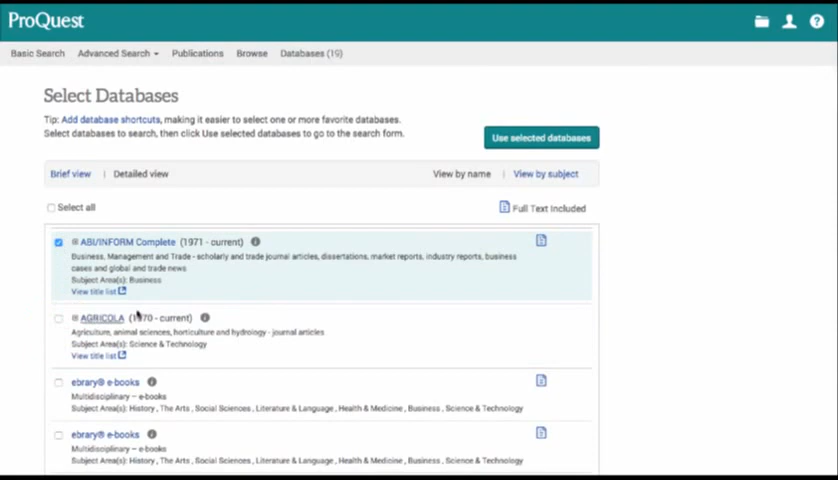 ProQuest
Basic Search Advanced Search Publications Browse Databases (19)
Select Databases
Tip: Add database shortcuts, making it easier to select one or more favorite databases.
Select databases to search, then click Use selected databases to go to the search form.
Use selected databases
Brief view | Detailed view View by name | View by subject
Select all Full Text Included
ABI/INFORM Complete (1971 - current)
Business, Management and Trade - scholarly and trade journal articles, dissertations, market reports, industry reports, business
cases and global and trade news
Subject Area(s): Business
View title list
AGRICOLA (1970 - current)
Agriculture, animal sciences, horticulture and hydrology - journal articles
Subject Area(s): Science & Technology
View title list
ebrary® e-books
Multidisciplinary – e-books
Subject Area(s): History , The Arts , Social Sciences , Literature & Language , Health & Medicine , Business , Science & Technology
ebrary® e-books
Multidisciplinary – e-books
Subject Area(s): History , The Arts , Social Sciences , Literature & Language , Health & Medicine , Business , Science & Technology